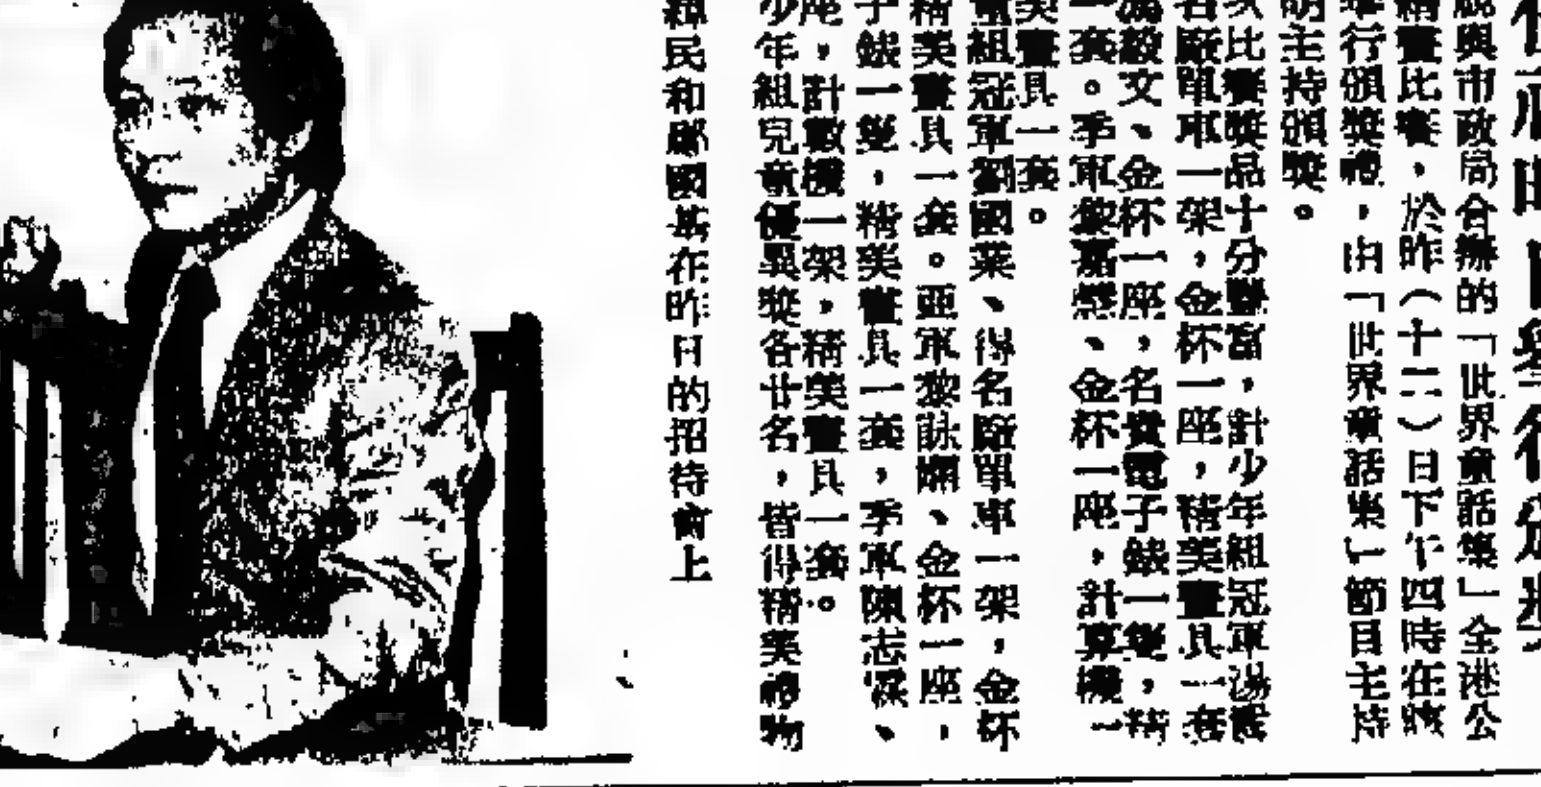 視與市政局合辦的「世界童話集」全港公
繪畫比賽，於昨（十二）日下午四時在該
舉行頒獎禮，由「世界童話集」節目主持
明主持頒獎。
次比賽獎品十分豐富，計少年組冠軍湯
名廠單車一架，金杯一座，精美畫具一套
毅文、金杯一座，名貴電子錶一隻，精
一套。季軍黎嘉慧、金杯一座，計算機一
美畫具一套。
童組冠軍劉國業、得名廠單車一架，金杯
精美畫具一套。亞軍黎詠嫻、金杯一座，
子錶一隻，精美畫具一套，季軍陳志深、
座，計數機一架，精美畫具一套。
少年組兒童優異獎各廿名，皆得精美禮物
民和鄺國基在昨日的招待會上